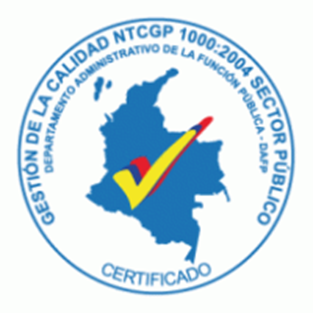 GESTIÓN DE LA CALIDAD NTCGP 1000:2004 SECTOR PÚBLICO
DEPARTAMENTO ADMINISTRATIVO DE LA FUNCIÓN PÚBLICA - DAFP
CERTIFICADO